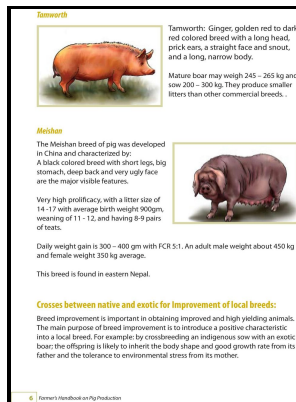 Tamworth
Tamworth: Ginger, golden red to dark
red colored breed with a long head,
prick ears, a straight face and snout,
and a long, narrow body.
Mature boar may weigh 245 – 265 kg and
sow 200 – 300 kg. They produce smaller
litters than other commercial breeds. .
Meishan
The Meishan breed of pig was developed
in China and characterized by:
A black colored breed with short legs, big
stomach, deep back and very ugly face
are the major visible features.
Very high prolificacy, with a litter size of
14 -17 with average birth weight 900gm,
weaning of 11 - 12, and having 8-9 pairs
of teats.
Daily weight gain is 300 – 400 gm with FCR 5:1. An adult male weight about 450 kg
and female weight 350 kg average.
This breed is found in eastern Nepal.
Crosses between native and exotic for Improvement of local breeds:
Breed improvement is important in obtaining improved and high yielding animals.
The main purpose of breed improvement is to introduce a positive characteristic
into a local breed. For example: by crossbreeding an indigenous sow with an exotic
boar; the offspring is likely to inherit the body shape and good growth rate from its
father and the tolerance to environmental stress from its mother.
6 Farmer's Handbook on Pig Production